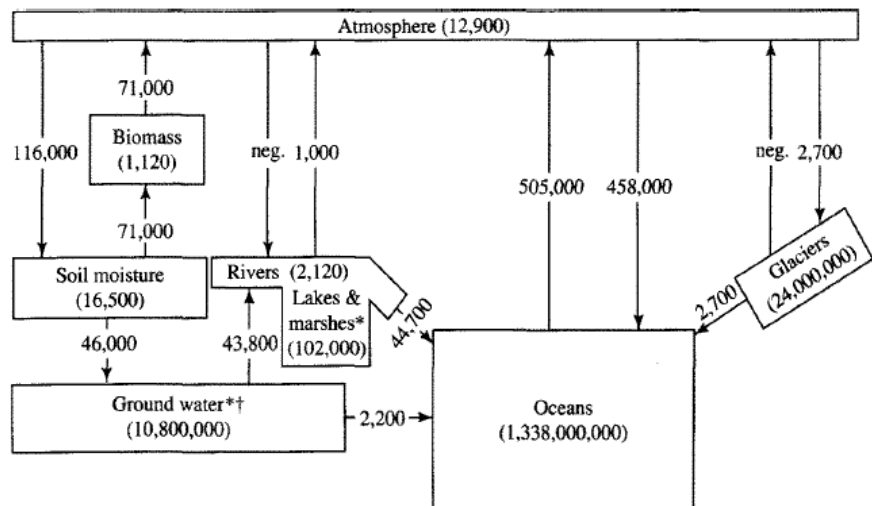 Atmosphere (12,900)
71,000
Biomass
(1,120)
116,000
neg.
1,000
505,000
458,000
neg.
2,700
71,000
Soil moisture
(16,500)
Rivers (2,120)
Lakes &
marshes*
(102,000)
44,700
Glaciers
(24,000,000)
2,700
46,000
43,800
Ground water*†
(10,800,000)
2,200
Oceans
(1,338,000,000)